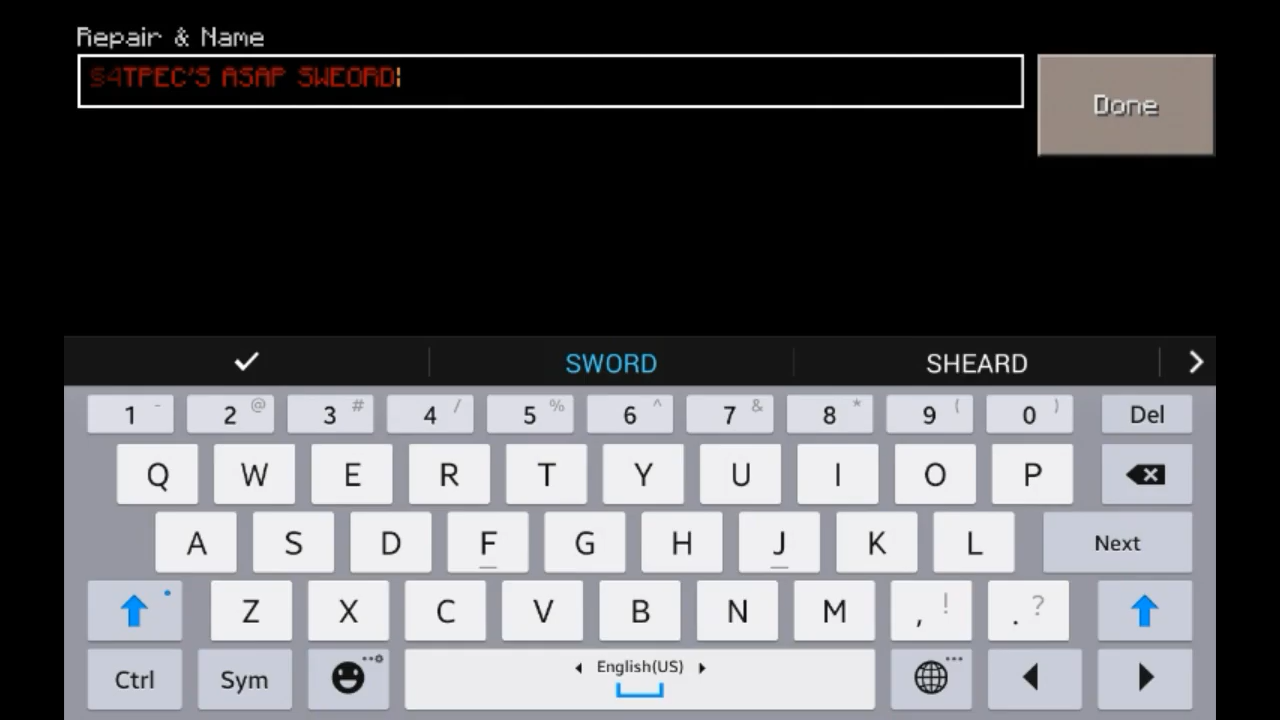 Repair & Name
§4TPEC'S ASAP SWEORD
Done
SWORD SHEARD
1 - 2 @ 3 # 4 / 5 % 6 ^ 7 & 8 * 9 ( 0 ) Del
Q W E R T Y U I O P
A S D F G H J K L Next
Z X C V B N M , ! . ?
Ctrl Sym English(US)